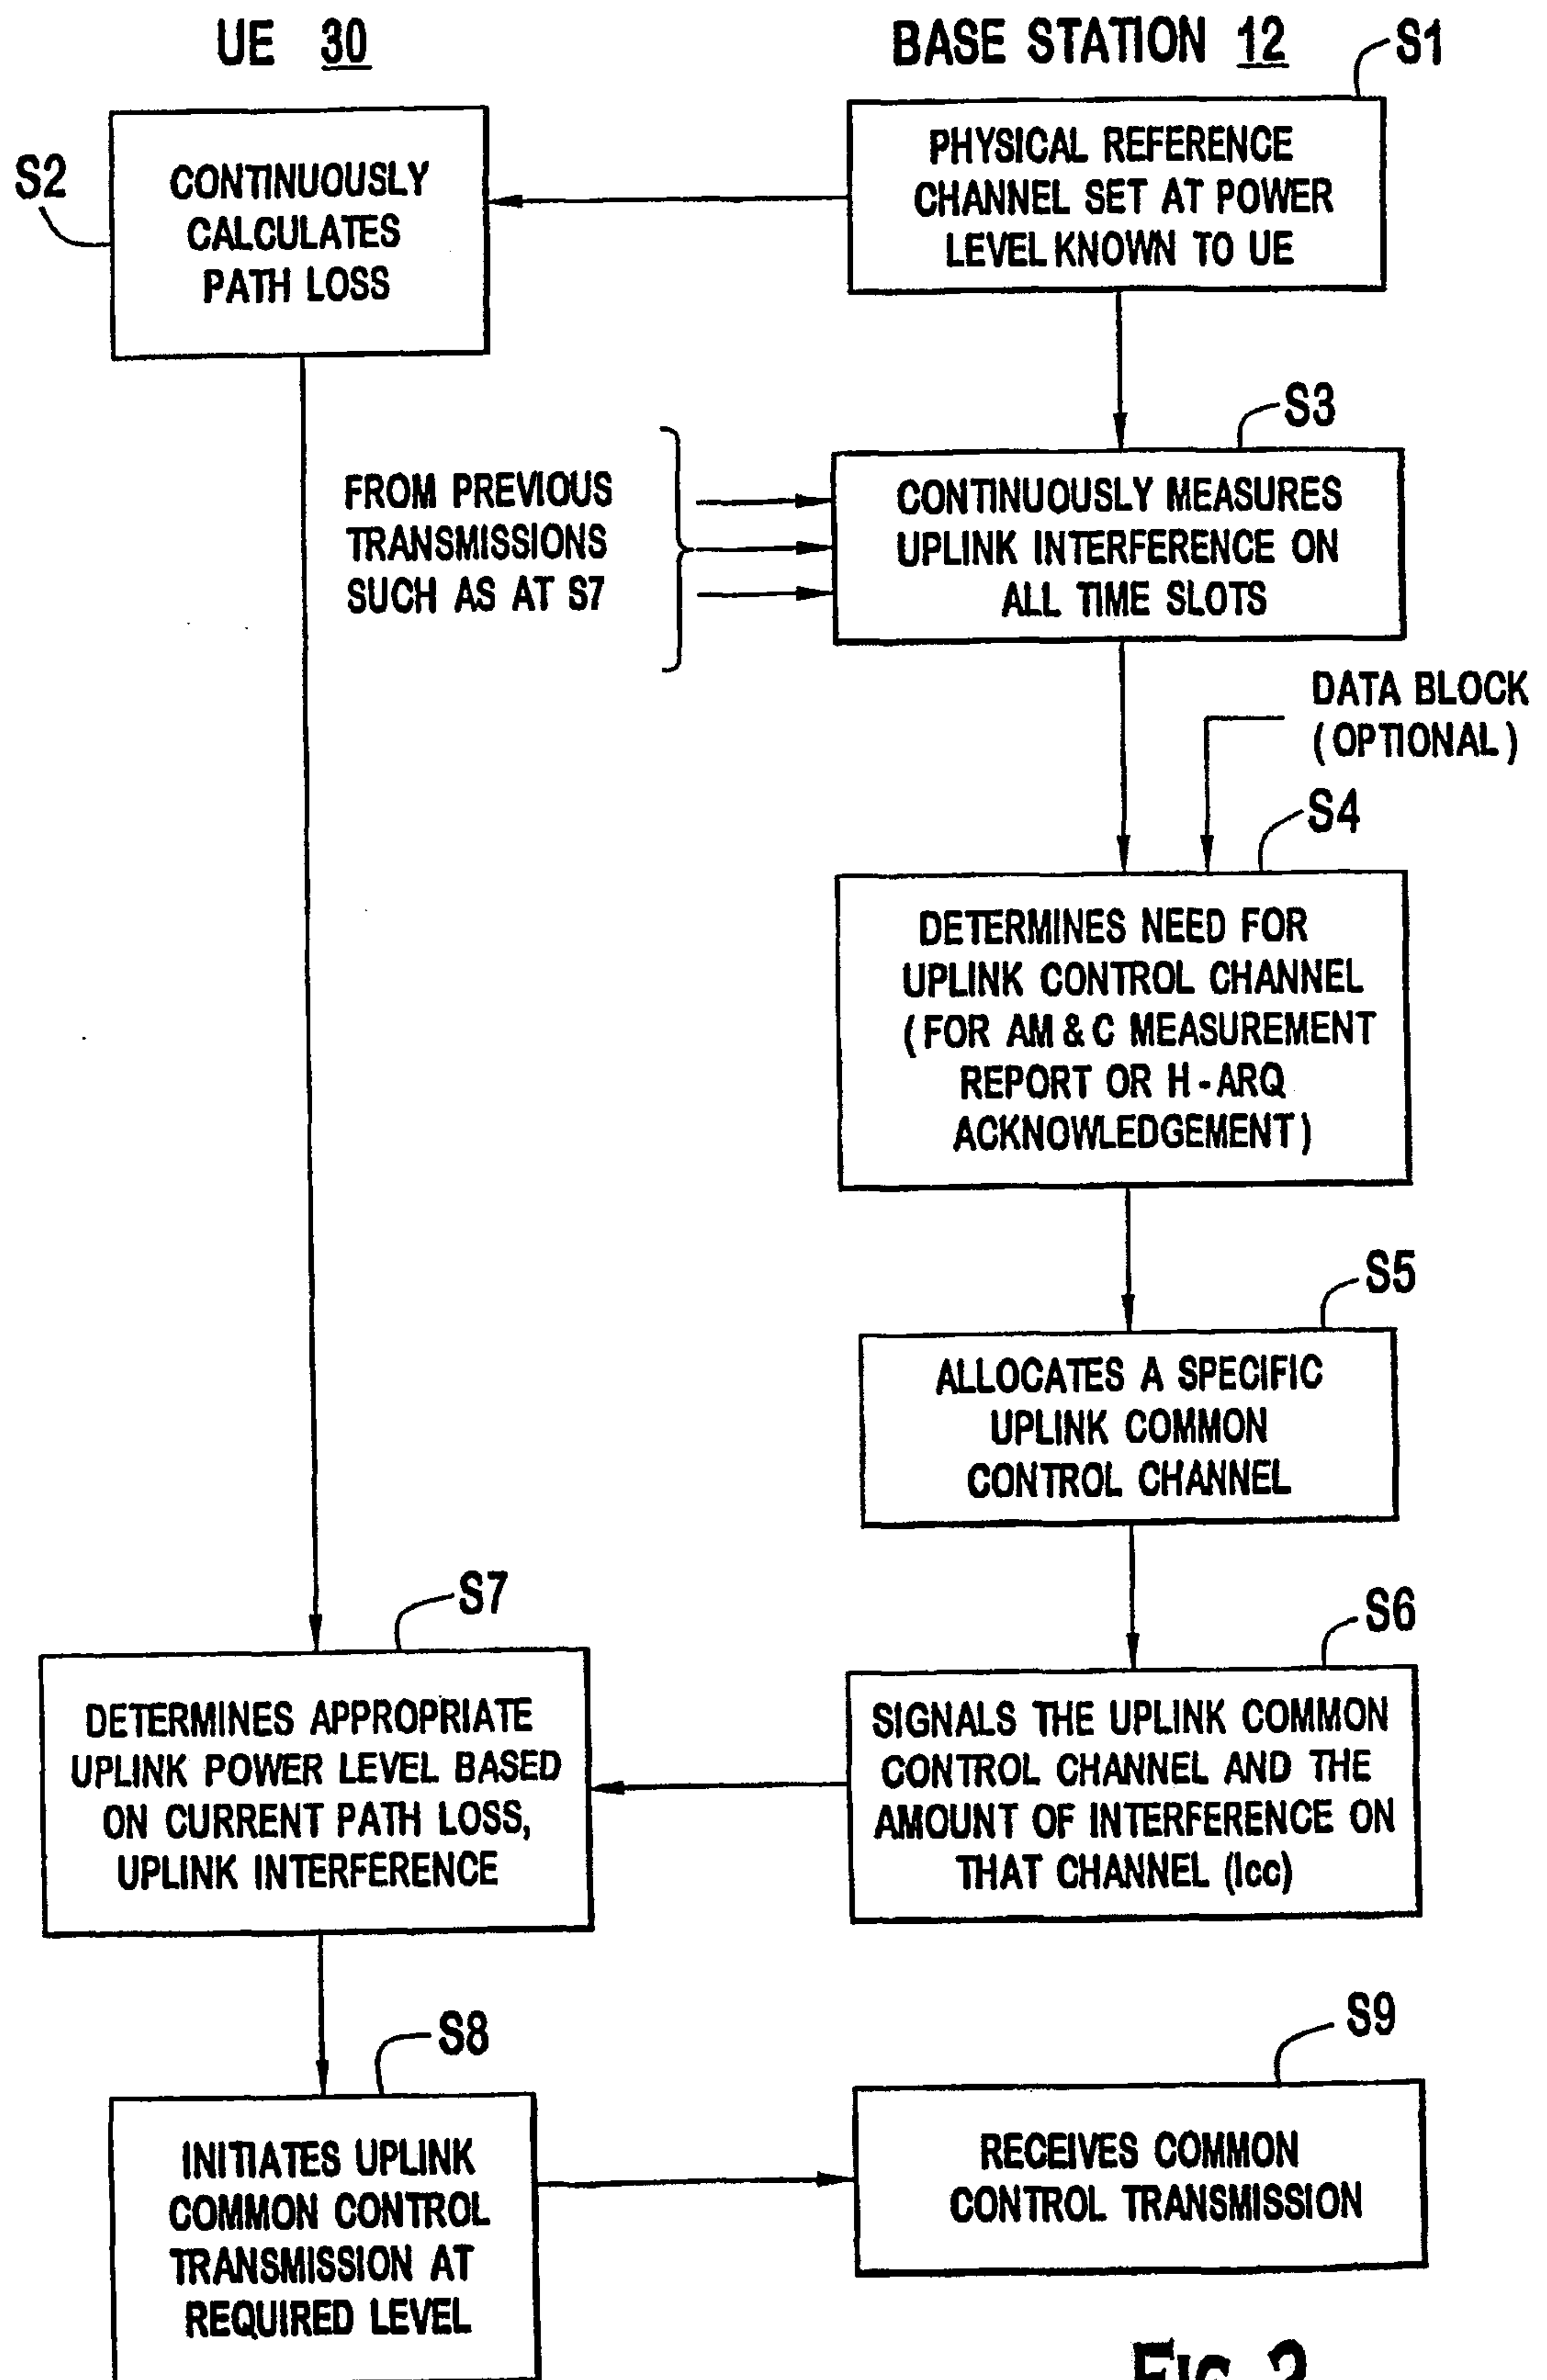 UE 30
BASE STATION 12
S1
PHYSICAL REFERENCE
CHANNEL SET AT POWER
LEVEL KNOWN TO UE
S2
CONTINUOUSLY
CALCULATES
PATH LOSS
S3
FROM PREVIOUS
TRANSMISSIONS
SUCH AS AT S7
CONTINUOUSLY MEASURES
UPLINK INTERFERENCE ON
ALL TIME SLOTS
DATA BLOCK
(OPTIONAL)
S4
DETERMINES NEED FOR
UPLINK CONTROL CHANNEL
(FOR AM & C MEASUREMENT
REPORT OR H-ARQ
ACKNOWLEDGEMENT)
S5
ALLOCATES A SPECIFIC
UPLINK COMMON
CONTROL CHANNEL
S6
SIGNALS THE UPLINK COMMON
CONTROL CHANNEL AND THE
AMOUNT OF INTERFERENCE ON
THAT CHANNEL (Icc)
S7
DETERMINES APPROPRIATE
UPLINK POWER LEVEL BASED
ON CURRENT PATH LOSS,
UPLINK INTERFERENCE
S8
INITIATES UPLINK
COMMON CONTROL
TRANSMISSION AT
REQUIRED LEVEL
S9
RECEIVES COMMON
CONTROL TRANSMISSION